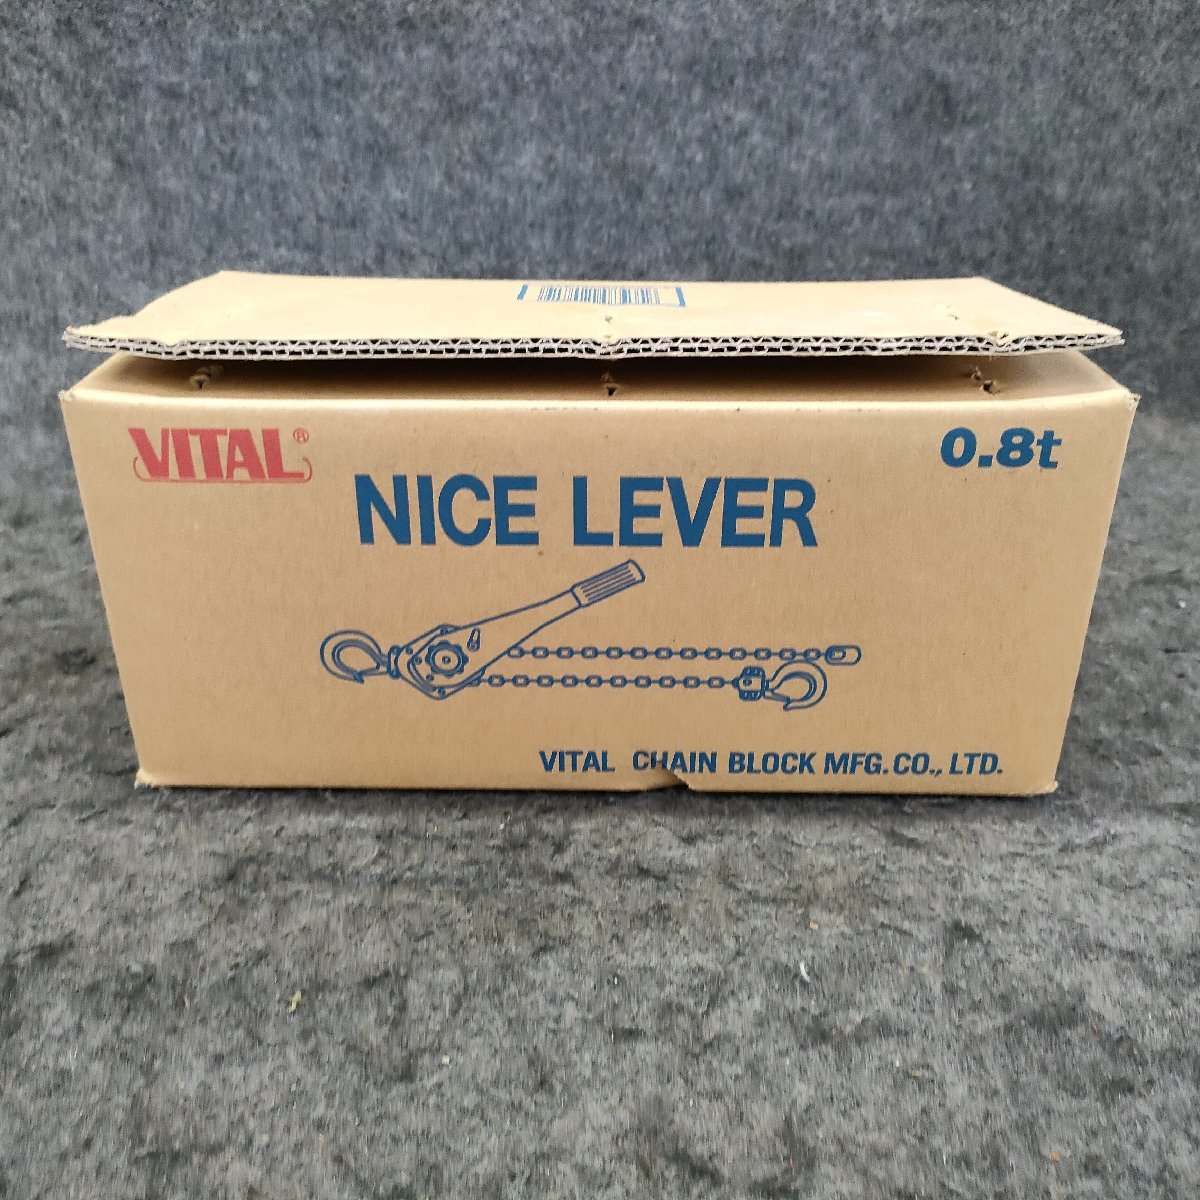 VITAL®
0.8t
NICE LEVER
VITAL CHAIN BLOCK MFG. CO., LTD.